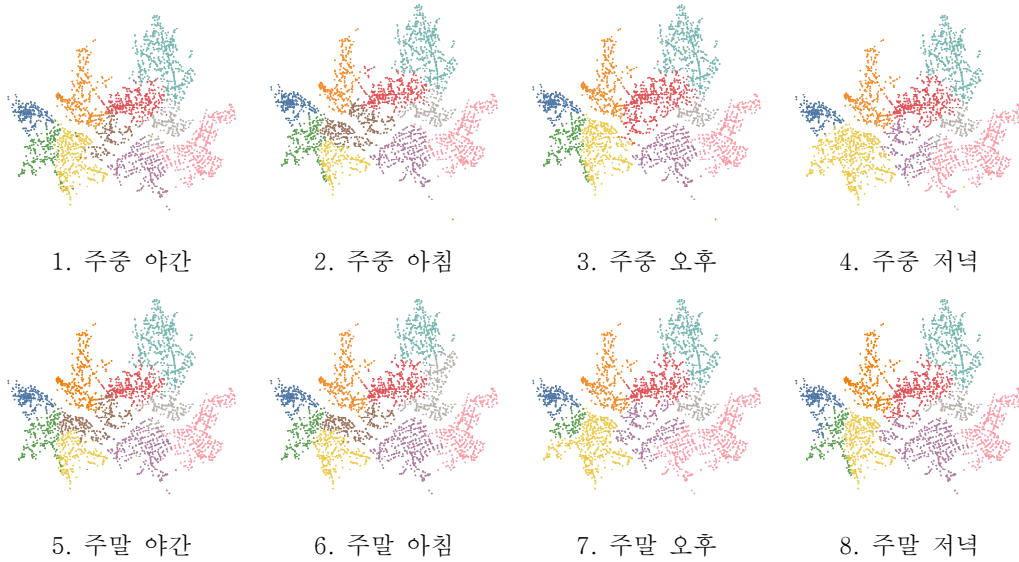 1. 주중 야간
2. 주중 아침
3. 주중 오후
4. 주중 저녁
5. 주말 야간
6. 주말 아침
7. 주말 오후
8. 주말 저녁